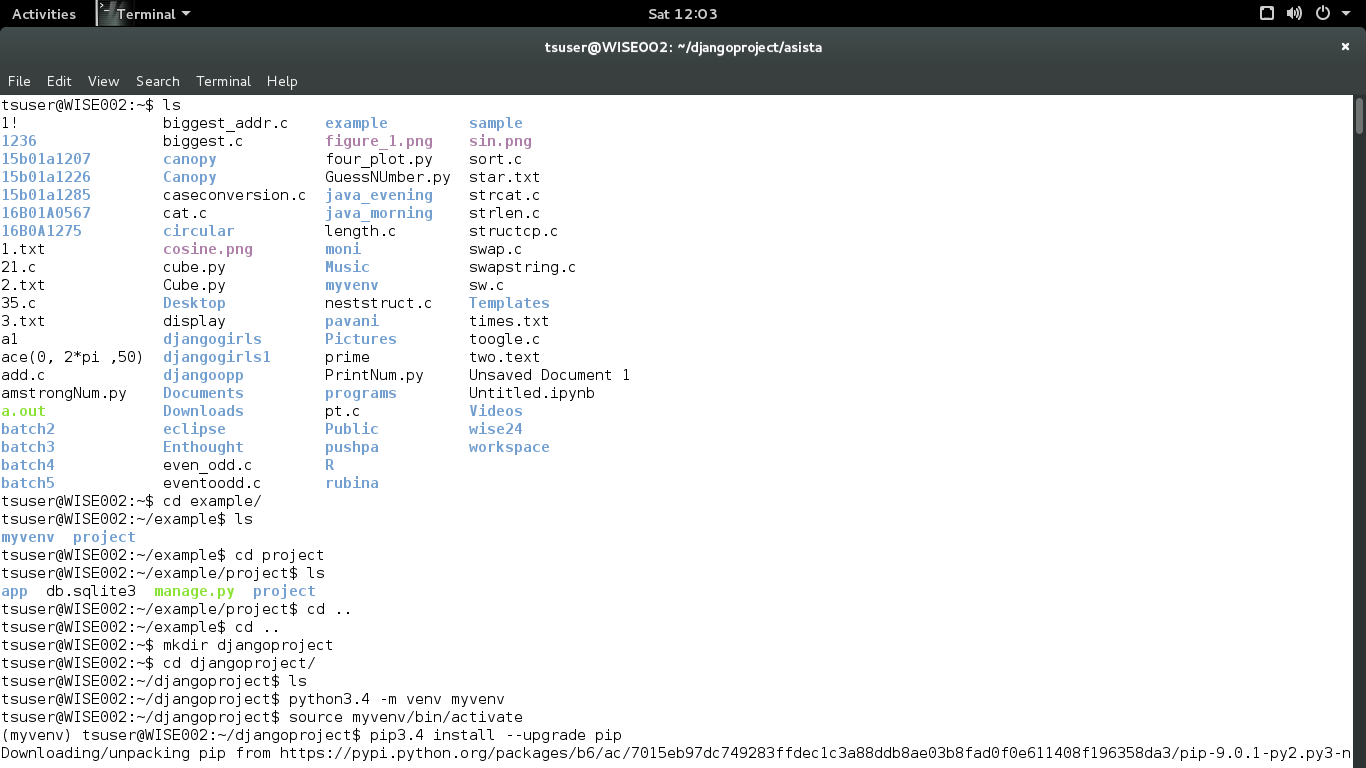 Activities Terminal Sat 12:03
tsuser@WISE002: ~/djangoproject/asista
File Edit View Search Terminal Help
tsuser@WISE002:~$ ls
1! biggest_addr.c example sample
1236 biggest.c figure_1.png sin.png
15b01a1207 canopy four_plot.py sort.c
15b01a1226 Canopy GuessNUmber.py star.txt
15b01a1285 caseconversion.c java_evening strcat.c
16B01A0567 cat.c java_morning strlen.c
16B0A1275 circular length.c structcp.c
1.txt cosine.png moni swap.c
21.c cube.py Music swapstring.c
2.txt Cube.py myvenv sw.c
35.c Desktop neststruct.c Templates
3.txt display pavani times.txt
a1 djangogirls Pictures toogle.c
ace(0, 2*pi ,50) djangogirls1 prime two.text
add.c djangoopp PrintNum.py Unsaved Document 1
amstrongNum.py Documents programs Untitled.ipynb
a.out Downloads pt.c Videos
batch2 eclipse Public wise24
batch3 Enthought pushpa workspace
batch4 even_odd.c R
batch5 eventoodd.c rubina
tsuser@WISE002:~$ cd example/
tsuser@WISE002:~/example$ ls
myvenv project
tsuser@WISE002:~/example$ cd project
tsuser@WISE002:~/example/project$ ls
app db.sqlite3 manage.py project
tsuser@WISE002:~/example/project$ cd ..
tsuser@WISE002:~/example$ cd ..
tsuser@WISE002:~$ mkdir djangoproject
tsuser@WISE002:~$ cd djangoproject/
tsuser@WISE002:~/djangoproject$ ls
tsuser@WISE002:~/djangoproject$ python3.4 -m venv myvenv
tsuser@WISE002:~/djangoproject$ source myvenv/bin/activate
(myvenv) tsuser@WISE002:~/djangoproject$ pip3.4 install --upgrade pip
Downloading/unpacking pip from https://pypi.python.org/packages/b6/ac/7015eb97dc749283ffdec1c3a88ddb8ae03b8fad0f0e611408f196358da3/pip-9.0.1-py2.py3-n